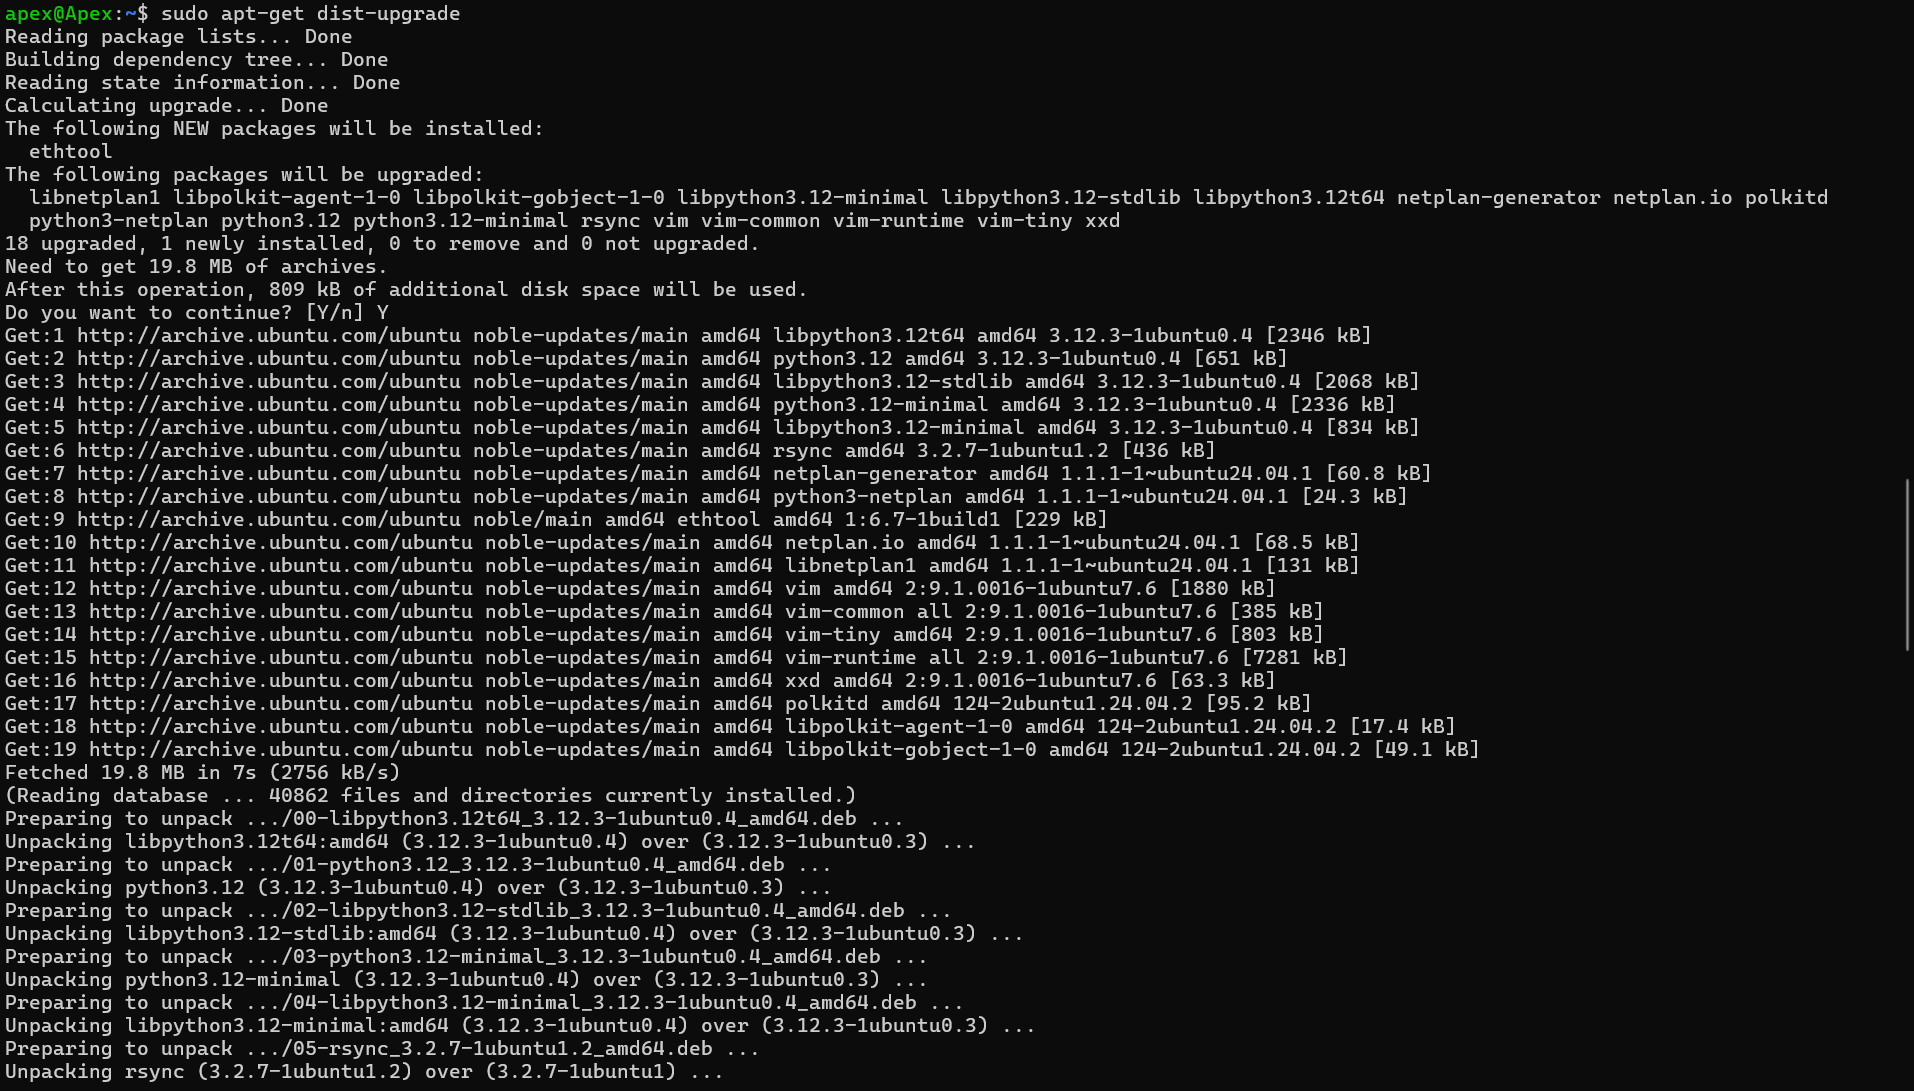 apex@Apex:~$ sudo apt-get dist-upgrade
Reading package lists... Done
Building dependency tree... Done
Reading state information... Done
Calculating upgrade... Done
The following NEW packages will be installed:
  ethtool
The following packages will be upgraded:
  libnetplan1 libpolkit-agent-1-0 libpolkit-gobject-1-0 libpython3.12-minimal libpython3.12-stdlib libpython3.12t64 netplan-generator netplan.io polkitd
  python3-netplan python3.12 python3.12-minimal rsync vim vim-common vim-runtime vim-tiny xxd
18 upgraded, 1 newly installed, 0 to remove and 0 not upgraded.
Need to get 19.8 MB of archives.
After this operation, 809 kB of additional disk space will be used.
Do you want to continue? [Y/n] Y
Get:1 http://archive.ubuntu.com/ubuntu noble-updates/main amd64 libpython3.12t64 amd64 3.12.3-1ubuntu0.4 [2346 kB]
Get:2 http://archive.ubuntu.com/ubuntu noble-updates/main amd64 python3.12 amd64 3.12.3-1ubuntu0.4 [651 kB]
Get:3 http://archive.ubuntu.com/ubuntu noble-updates/main amd64 libpython3.12-stdlib amd64 3.12.3-1ubuntu0.4 [2068 kB]
Get:4 http://archive.ubuntu.com/ubuntu noble-updates/main amd64 python3.12-minimal amd64 3.12.3-1ubuntu0.4 [2336 kB]
Get:5 http://archive.ubuntu.com/ubuntu noble-updates/main amd64 libpython3.12-minimal amd64 3.12.3-1ubuntu0.4 [834 kB]
Get:6 http://archive.ubuntu.com/ubuntu noble-updates/main amd64 rsync amd64 3.2.7-1ubuntu1.2 [436 kB]
Get:7 http://archive.ubuntu.com/ubuntu noble-updates/main amd64 netplan-generator amd64 1.1.1-1~ubuntu24.04.1 [60.8 kB]
Get:8 http://archive.ubuntu.com/ubuntu noble-updates/main amd64 python3-netplan amd64 1.1.1-1~ubuntu24.04.1 [24.3 kB]
Get:9 http://archive.ubuntu.com/ubuntu noble/main amd64 ethtool amd64 1:6.7-1build1 [229 kB]
Get:10 http://archive.ubuntu.com/ubuntu noble-updates/main amd64 netplan.io amd64 1.1.1-1~ubuntu24.04.1 [68.5 kB]
Get:11 http://archive.ubuntu.com/ubuntu noble-updates/main amd64 libnetplan1 amd64 1.1.1-1~ubuntu24.04.1 [131 kB]
Get:12 http://archive.ubuntu.com/ubuntu noble-updates/main amd64 vim amd64 2:9.1.0016-1ubuntu7.6 [1880 kB]
Get:13 http://archive.ubuntu.com/ubuntu noble-updates/main amd64 vim-common all 2:9.1.0016-1ubuntu7.6 [385 kB]
Get:14 http://archive.ubuntu.com/ubuntu noble-updates/main amd64 vim-tiny amd64 2:9.1.0016-1ubuntu7.6 [803 kB]
Get:15 http://archive.ubuntu.com/ubuntu noble-updates/main amd64 vim-runtime all 2:9.1.0016-1ubuntu7.6 [7281 kB]
Get:16 http://archive.ubuntu.com/ubuntu noble-updates/main amd64 xxd amd64 2:9.1.0016-1ubuntu7.6 [63.3 kB]
Get:17 http://archive.ubuntu.com/ubuntu noble-updates/main amd64 polkitd amd64 124-2ubuntu1.24.04.2 [95.2 kB]
Get:18 http://archive.ubuntu.com/ubuntu noble-updates/main amd64 libpolkit-agent-1-0 amd64 124-2ubuntu1.24.04.2 [17.4 kB]
Get:19 http://archive.ubuntu.com/ubuntu noble-updates/main amd64 libpolkit-gobject-1-0 amd64 124-2ubuntu1.24.04.2 [49.1 kB]
Fetched 19.8 MB in 7s (2756 kB/s)
(Reading database ... 40862 files and directories currently installed.)
Preparing to unpack .../00-libpython3.12t64_3.12.3-1ubuntu0.4_amd64.deb ...
Unpacking libpython3.12t64:amd64 (3.12.3-1ubuntu0.4) over (3.12.3-1ubuntu0.3) ...
Preparing to unpack .../01-python3.12_3.12.3-1ubuntu0.4_amd64.deb ...
Unpacking python3.12 (3.12.3-1ubuntu0.4) over (3.12.3-1ubuntu0.3) ...
Preparing to unpack .../02-libpython3.12-stdlib_3.12.3-1ubuntu0.4_amd64.deb ...
Unpacking libpython3.12-stdlib:amd64 (3.12.3-1ubuntu0.4) over (3.12.3-1ubuntu0.3) ...
Preparing to unpack .../03-python3.12-minimal_3.12.3-1ubuntu0.4_amd64.deb ...
Unpacking python3.12-minimal (3.12.3-1ubuntu0.4) over (3.12.3-1ubuntu0.3) ...
Preparing to unpack .../04-libpython3.12-minimal_3.12.3-1ubuntu0.4_amd64.deb ...
Unpacking libpython3.12-minimal:amd64 (3.12.3-1ubuntu0.4) over (3.12.3-1ubuntu0.3) ...
Preparing to unpack .../05-rsync_3.2.7-1ubuntu1.2_amd64.deb ...
Unpacking rsync (3.2.7-1ubuntu1.2) over (3.2.7-1ubuntu1) ...